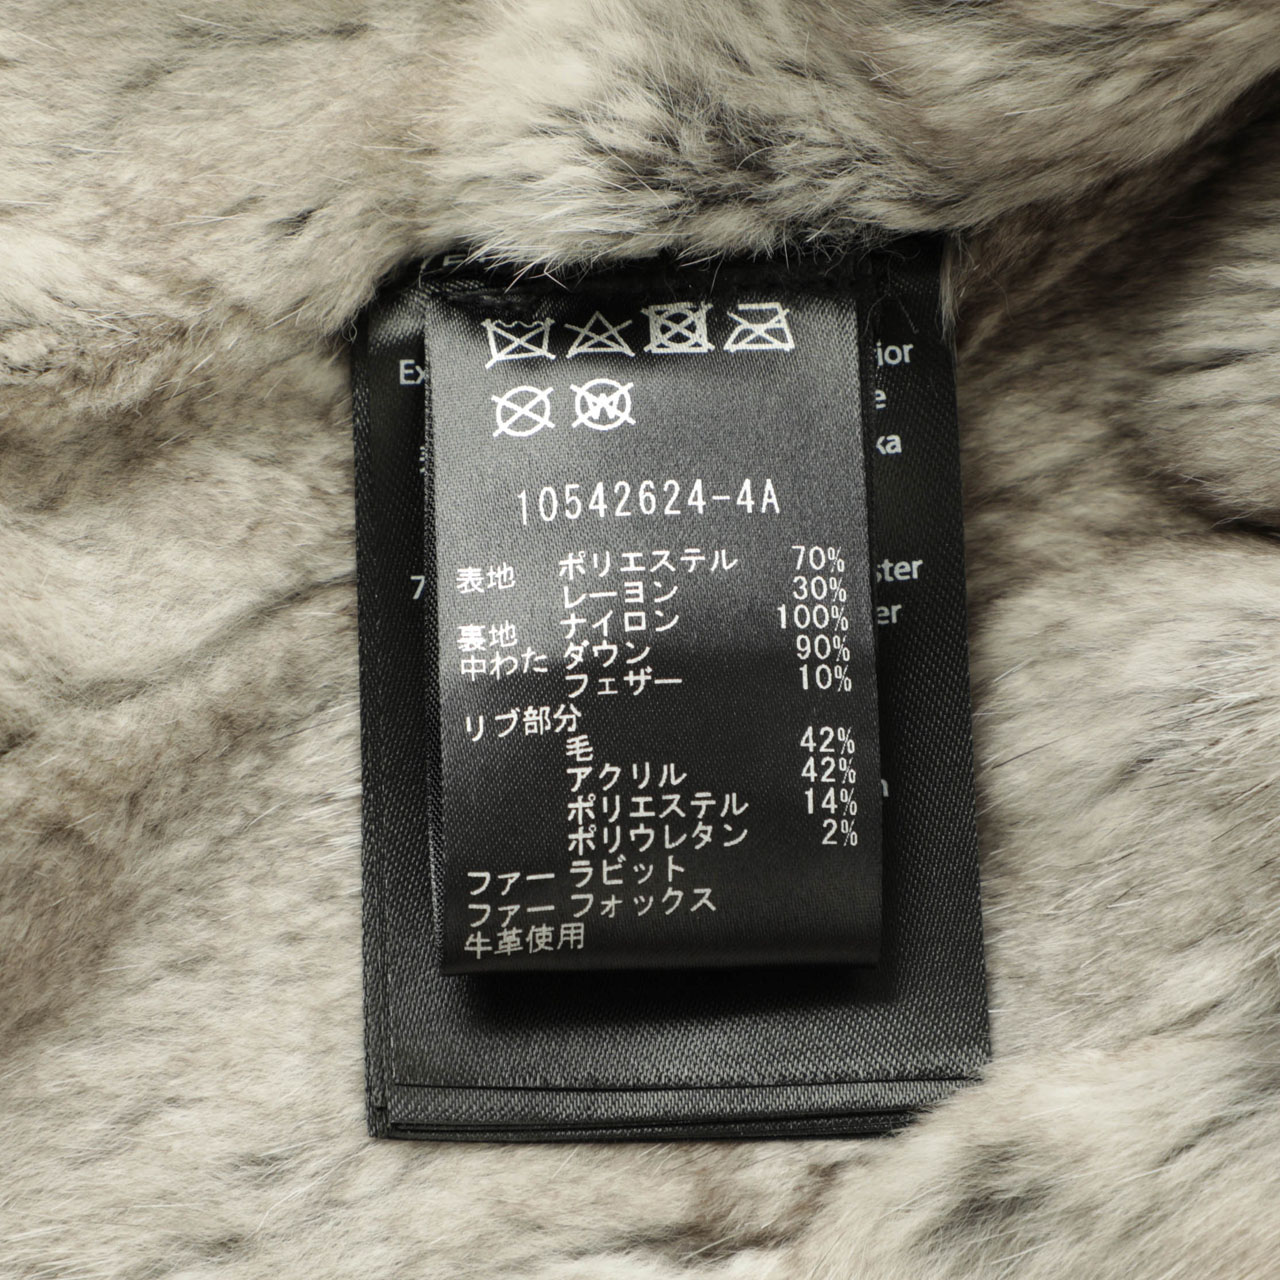 10542624-4A
表地 ポリエステル 70%
レーヨン 30%
裏地 ナイロン 100%
中わた ダウン 90%
フェザー 10%
リブ部分
毛 42%
アクリル 42%
ポリエステル 14%
ポリウレタン 2%
ファー ラビット
ファー フォックス
牛革使用